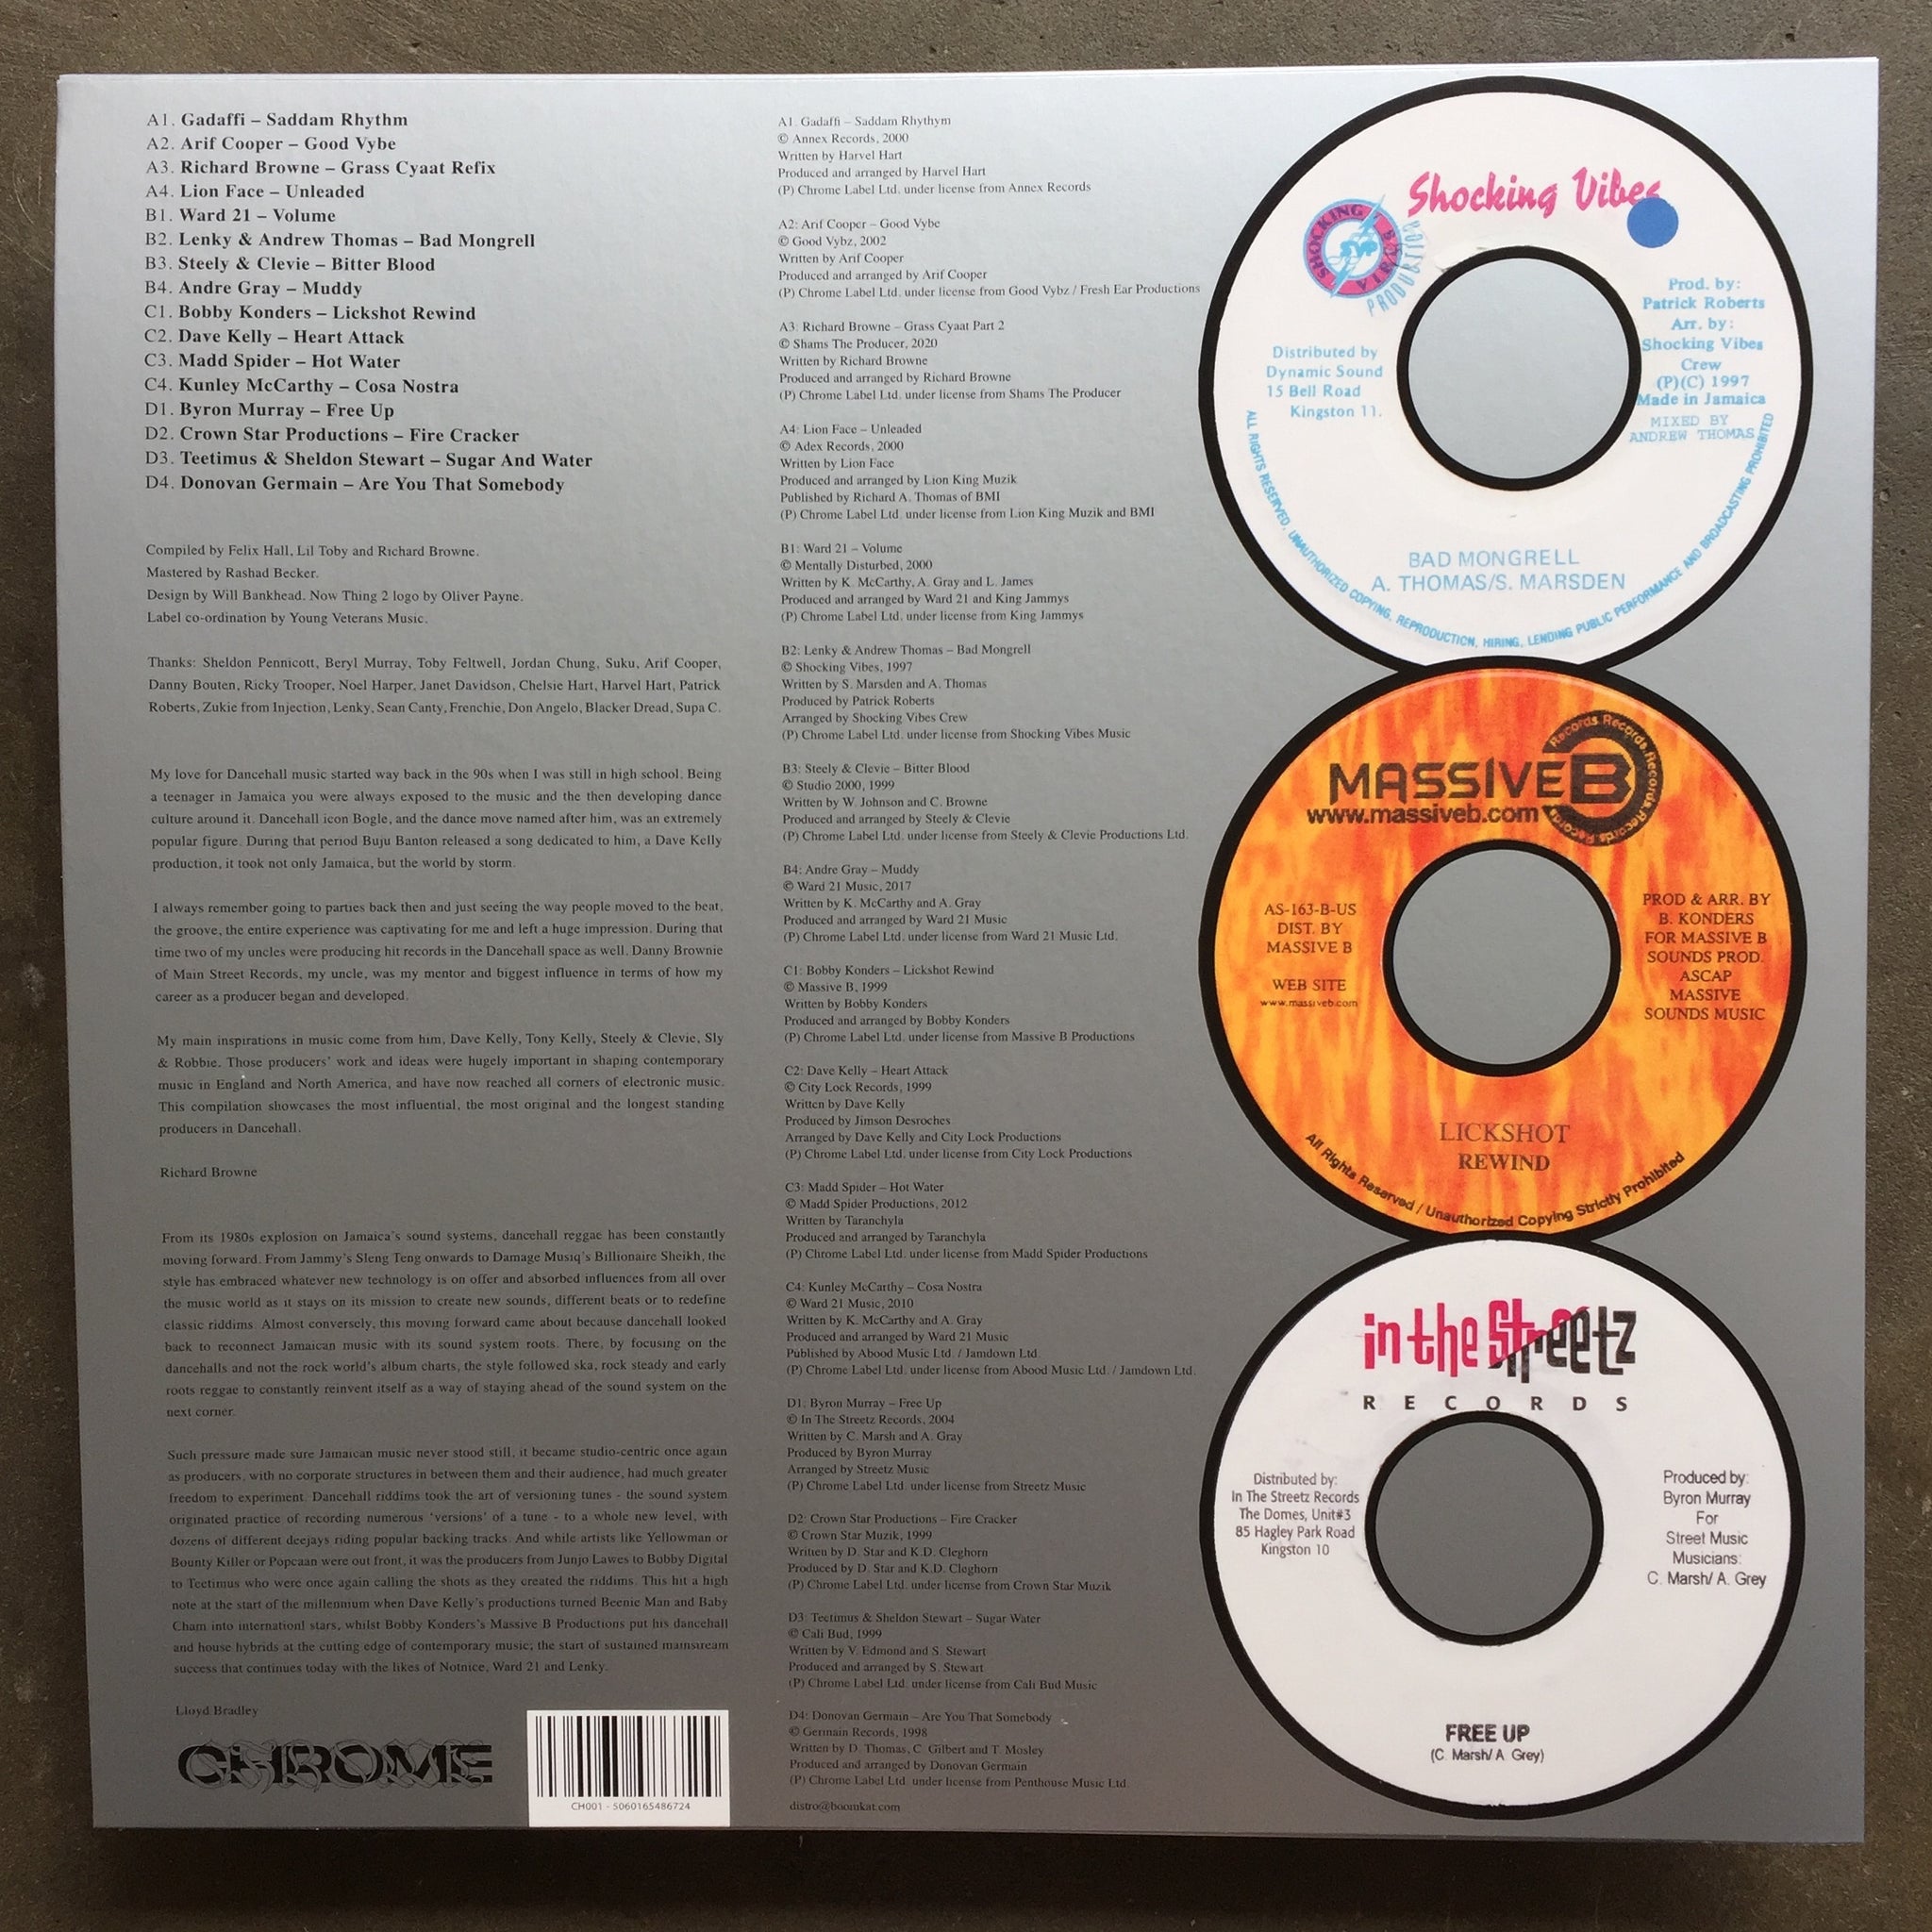 A1. Gadaffi – Saddam Rhythm
A2. Arif Cooper – Good Vybe
A3. Richard Browne – Grass Cyaat Refix
A4. Lion Face – Unleaded
B1. Ward 21 – Volume
B2. Lenky & Andrew Thomas – Bad Mongrell
B3. Steely & Clevie – Bitter Blood
B4. Andre Gray – Muddy
C1. Bobby Konders – Lickshot Rewind
C2. Dave Kelly – Heart Attack
C3. Madd Spider – Hot Water
C4. Kunley McCarthy – Cosa Nostra
D1. Byron Murray – Free Up
D2. Crown Star Productions – Fire Cracker
D3. Teetimus & Sheldon Stewart – Sugar And Water
D4. Donovan Germain – Are You That Somebody
Compiled by Felix Hall, Lil Toby and Richard Browne.
Mastered by Rashad Becker.
Design by Will Bankhead. Now Thing 2 logo by Oliver Payne.
Label co-ordination by Young Veterans Music.
Thanks: Sheldon Pennicott, Beryl Murray, Toby Feltwell, Jordan Chung, Suku, Arif Cooper,
Danny Bouten, Ricky Trooper, Noel Harper, Janet Davidson, Chelsie Hart, Harvel Hart, Patrick
Roberts, Zukie from Injection, Lenky, Sean Canty, Frenchie, Don Angelo, Blacker Dread, Supa C.
My love for Dancehall music started way back in the 90s when I was still in high school. Being
a teenager in Jamaica you were always exposed to the music and the then developing dance
culture around it. Dancehall icon Bogle, and the dance move named after him, was an extremely
popular figure. During that period Buju Banton released a song dedicated to him, a Dave Kelly
production, it took not only Jamaica, but the world by storm.
I always remember going to parties back then and just seeing the way people moved to the beat,
the groove, the entire experience was captivating for me and left a huge impression. During that
time two of my uncles were producing hit records in the Dancehall space as well. Danny Brownie
of Main Street Records, my uncle, was my mentor and biggest influence in terms of how my
career as a producer began and developed.
My main inspirations in music come from him, Dave Kelly, Tony Kelly, Steely & Clevie, Sly
& Robbie. Those producers' work and ideas were hugely important in shaping contemporary
music in England and North America, and have now reached all corners of electronic music.
This compilation showcases the most influential, the most original and the longest standing
producers in Dancehall.
Richard Browne
From its 1980s explosion on Jamaica's sound systems, dancehall reggae has been constantly
moving forward. From Jammy's Sleng Teng onwards to Damage Musiq's Billionaire Sheikh, the
style has embraced whatever new technology is on offer and absorbed influences from all over
the music world as it stays on its mission to create new sounds, different beats or to redefine
classic riddims. Almost conversely, this moving forward came about because dancehall looked
back to reconnect Jamaican music with its sound system roots. There, by focusing on the
dancehalls and not the rock world's album charts, the style followed ska, rock steady and early
roots reggae to constantly reinvent itself as a way of staying ahead of the sound system on the
next corner.
Such pressure made sure Jamaican music never stood still, it became studio-centric once again
as producers, with no corporate structures in between them and their audience, had much greater
freedom to experiment. Dancehall riddims took the art of versioning tunes - the sound system
originated practice of recording numerous 'versions' of a tune - to a whole new level, with
dozens of different deejays riding popular backing tracks. And while artists like Yellowman or
Bounty Killer or Popcaan were out front, it was the producers from Junjo Lawes to Bobby Digital
to Teetimus who were once again calling the shots as they created the riddims. This hit a high
note at the start of the millennium when Dave Kelly's productions turned Beenie Man and Baby
Cham into internationl stars, whilst Bobby Konders's Massive B Productions put his dancehall
and house hybrids at the cutting edge of contemporary music; the start of sustained mainstream
success that continues today with the likes of Notnice, Ward 21 and Lenky.
Lloyd Bradley
CHROME
CH001 - 5060165486724
A1. Gadaffi – Saddam Rhythym
© Annex Records, 2000
Written by Harvel Hart
Produced and arranged by Harvel Hart
(P) Chrome Label Ltd. under license from Annex Records
A2: Arif Cooper – Good Vybe
© Good Vybz, 2002
Written by Arif Cooper
Produced and arranged by Arif Cooper
(P) Chrome Label Ltd. under license from Good Vybz / Fresh Ear Productions
A3: Richard Browne – Grass Cyaat Part 2
© Shams The Producer, 2020
Written by Richard Browne
Produced and arranged by Richard Browne
(P) Chrome Label Ltd. under license from Shams The Producer
A4: Lion Face – Unleaded
© Adex Records, 2000
Written by Lion Face
Produced and arranged by Lion King Muzik
Published by Richard A. Thomas of BMI
(P) Chrome Label Ltd. under license from Lion King Muzik and BMI
B1: Ward 21 – Volume
© Mentally Disturbed, 2000
Written by K. McCarthy, A. Gray and L. James
Produced and arranged by Ward 21 and King Jammys
(P) Chrome Label Ltd. under license from King Jammys
B2: Lenky & Andrew Thomas – Bad Mongrell
© Shocking Vibes, 1997
Written by S. Marsden and A. Thomas
Produced by Patrick Roberts
Arranged by Shocking Vibes Crew
(P) Chrome Label Ltd. under license from Shocking Vibes Music
B3: Steely & Clevie – Bitter Blood
© Studio 2000, 1999
Written by W. Johnson and C. Browne
Produced and arranged by Steely & Clevie
(P) Chrome Label Ltd. under license from Steely & Clevie Productions Ltd.
B4: Andre Gray – Muddy
© Ward 21 Music, 2017
Written by K. McCarthy and A. Gray
Produced and arranged by Ward 21 Music
(P) Chrome Label Ltd. under license from Ward 21 Music Ltd.
C1: Bobby Konders – Lickshot Rewind
© Massive B, 1999
Written by Bobby Konders
Produced and arranged by Bobby Konders
(P) Chrome Label Ltd. under license from Massive B Productions
C2: Dave Kelly – Heart Attack
© City Lock Records, 1999
Written by Dave Kelly
Produced by Jimson Desroches
Arranged by Dave Kelly and City Lock Productions
(P) Chrome Label Ltd. under license from City Lock Productions
C3: Madd Spider – Hot Water
© Madd Spider Productions, 2012
Written by Taranchyla
Produced and arranged by Taranchyla
(P) Chrome Label Ltd. under license from Madd Spider Productions
C4: Kunley McCarthy – Cosa Nostra
© Ward 21 Music, 2010
Written by K. McCarthy and A. Gray
Produced and arranged by Ward 21 Music
Published by Abood Music Ltd. / Jamdown Ltd.
(P) Chrome Label Ltd. under license from Abood Music Ltd. / Jamdown Ltd.
D1: Byron Murray – Free Up
© In The Streetz Records, 2004
Written by C. Marsh and A. Gray
Produced by Byron Murray
Arranged by Streetz Music
(P) Chrome Label Ltd. under license from Streetz Music
D2: Crown Star Productions – Fire Cracker
© Crown Star Muzik, 1999
Written by D. Star and K.D. Cleghorn
Produced by D. Star and K.D. Cleghorn
(P) Chrome Label Ltd. under license from Crown Star Muzik
D3: Teetimus & Sheldon Stewart – Sugar Water
© Cali Bud, 1999
Written by V. Edmond and S. Stewart
Produced and arranged by S. Stewart
(P) Chrome Label Ltd. under license from Cali Bud Music
D4: Donovan Germain – Are You That Somebody
© Germain Records, 1998
Written by D. Thomas, C. Gilbert and T. Mosley
Produced and arranged by Donovan Germain
(P) Chrome Label Ltd. under license from Penthouse Music Ltd.
distro@boomkat.com
Shocking Vibes
SHOCKING VIBES
PRODUCTION
Distributed by
Dynamic Sound
15 Bell Road
Kingston 11.
Prod. by:
Patrick Roberts
Arr. by:
Shocking Vibes
Crew
(P)(C) 1997
Made in Jamaica
MIXED BY
ANDREW THOMAS
BAD MONGRELL
A. THOMAS/S. MARSDEN
ALL RIGHTS RESERVED. UNAUTHORIZED COPYING, REPRODUCTION, HIRING, LENDING PUBLIC PERFORMANCE AND BROADCASTING PROHIBITED
MASSIVE B
Records Records Records Records Records
www.massiveb.com
AS-163-B-US
DIST. BY
MASSIVE B
WEB SITE
www.massiveb.com
PROD & ARR. BY
B. KONDERS
FOR MASSIVE B
SOUNDS PROD.
ASCAP
MASSIVE
SOUNDS MUSIC
LICKSHOT
REWIND
All Rights Reserved / Unauthorized Copying Strictly Prohibited
in the Streetz
RECORDS
Distributed by:
In The Streetz Records
The Domes, Unit#3
85 Hagley Park Road
Kingston 10
Produced by:
Byron Murray
For
Street Music
Musicians:
C. Marsh/ A. Grey
FREE UP
(C. Marsh/ A. Grey)